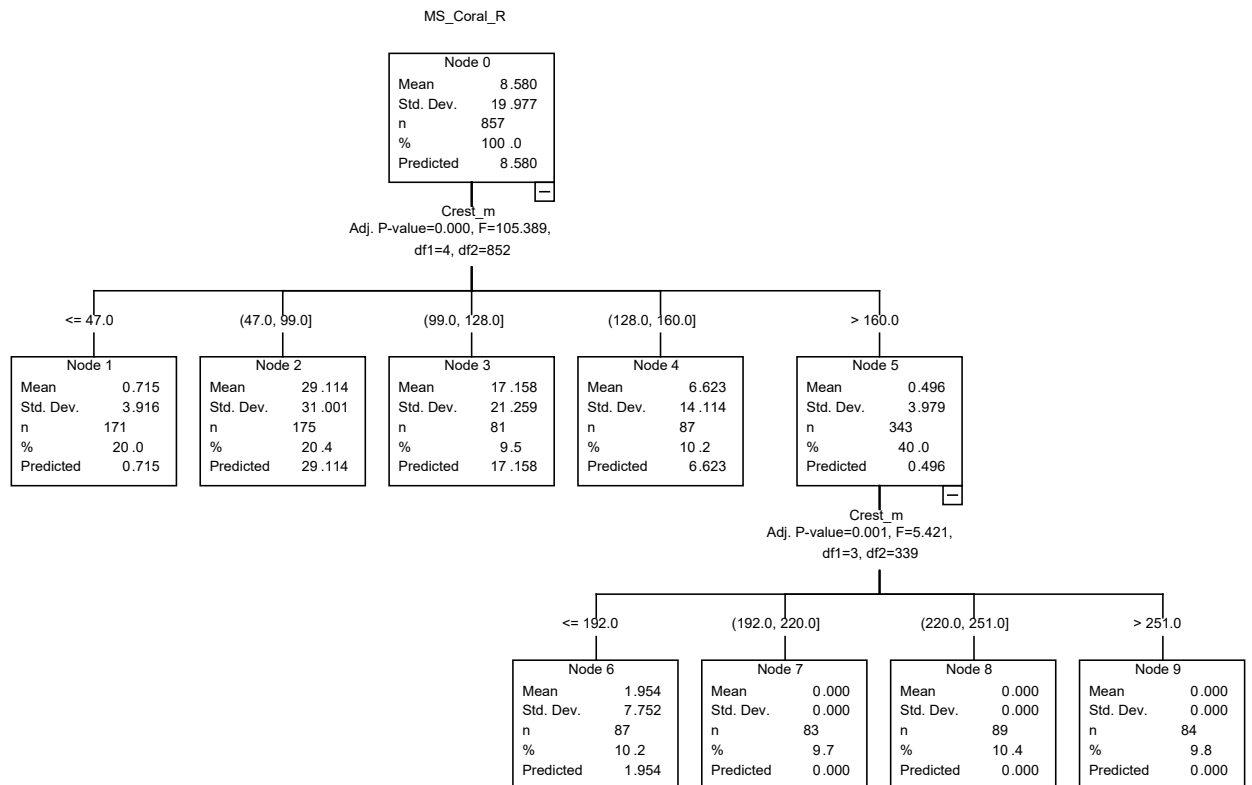 MS_Coral_R
Node 0
Mean 8.580
Std. Dev. 19 .977
n 857
% 100 .0
Predicted 8.580
Crest_m
Adj. P-value=0.000, F=105.389,
df1=4, df2=852
<= 47.0
(47.0, 99.0]
(99.0, 128.0]
(128.0, 160.0]
> 160.0
Node 1
Mean 0.715
Std. Dev. 3.916
n 171
% 20 .0
Predicted 0.715
Node 2
Mean 29 .114
Std. Dev. 31 .001
n 175
% 20 .4
Predicted 29 .114
Node 3
Mean 17 .158
Std. Dev. 21 .259
n 81
% 9.5
Predicted 17 .158
Node 4
Mean 6.623
Std. Dev. 14 .114
n 87
% 10 .2
Predicted 6.623
Node 5
Mean 0.496
Std. Dev. 3.979
n 343
% 40 .0
Predicted 0.496
Crest_m
Adj. P-value=0.001, F=5.421,
df1=3, df2=339
<= 192.0
(192.0, 220.0]
(220.0, 251.0]
> 251.0
Node 6
Mean 1.954
Std. Dev. 7.752
n 87
% 10 .2
Predicted 1.954
Node 7
Mean 0.000
Std. Dev. 0.000
n 83
% 9.7
Predicted 0.000
Node 8
Mean 0.000
Std. Dev. 0.000
n 89
% 10 .4
Predicted 0.000
Node 9
Mean 0.000
Std. Dev. 0.000
n 84
% 9.8
Predicted 0.000